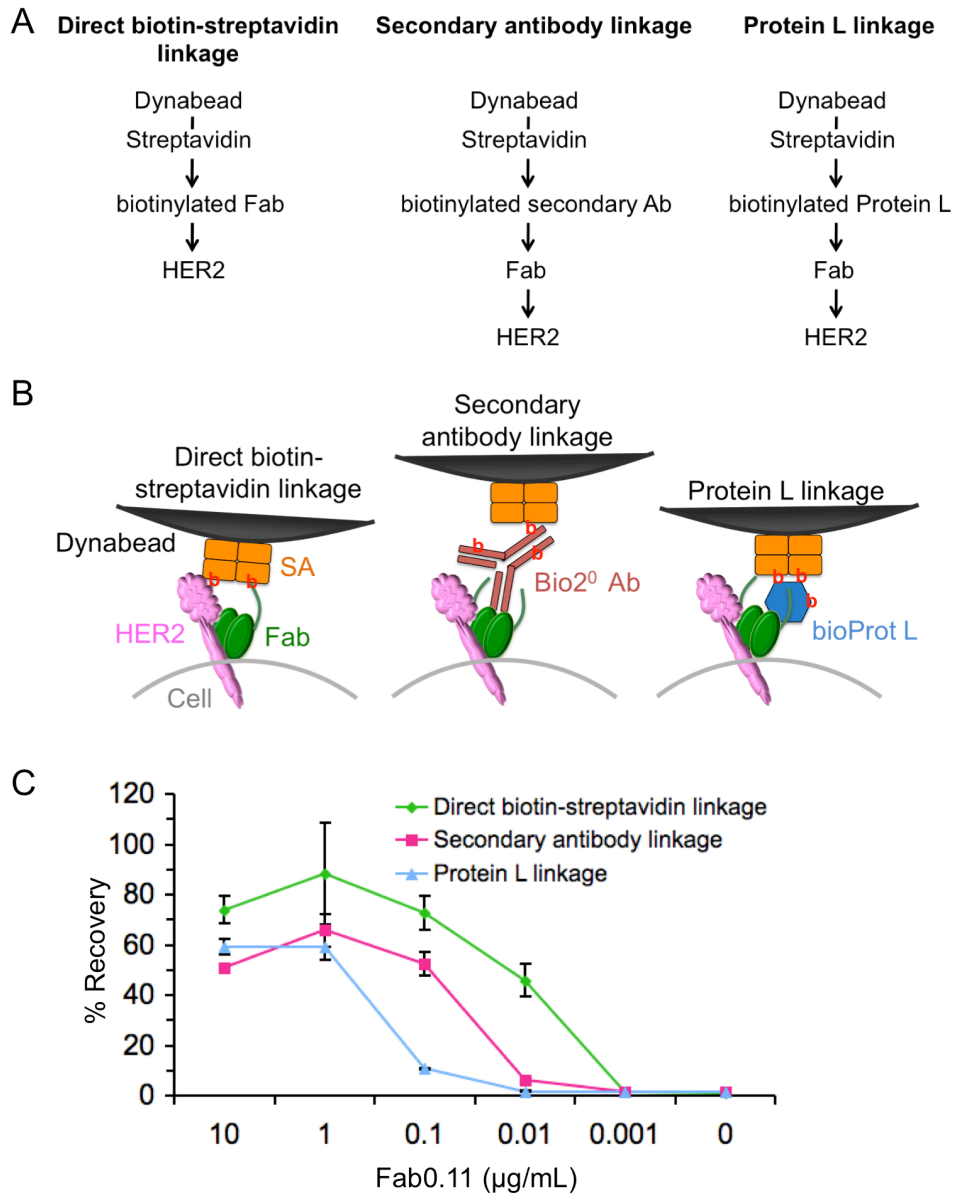 A
Direct biotin-streptavidin
linkage
Secondary antibody linkage
Protein L linkage
Dynabead
Streptavidin
biotinylated Fab
HER2
Dynabead
Streptavidin
biotinylated secondary Ab
Fab
HER2
Dynabead
Streptavidin
biotinylated Protein L
Fab
HER2
B
Direct biotin-
streptavidin linkage
Dynabead
SA
b
b
HER2
Fab
Cell
Secondary
antibody linkage
b
b
b
Bio2⁰ Ab
Protein L linkage
b
b
b
bioProt L
C
Direct biotin-streptavidin linkage
Secondary antibody linkage
Protein L linkage
% Recovery
120
100
80
60
40
20
0
10 1 0.1 0.01 0.001 0
Fab0.11 (µg/mL)